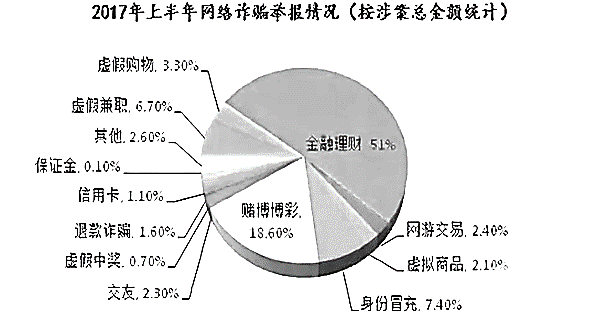 2017年上半年网络诈骗举报情况（按涉案总金额统计）
虚假购物, 3.30%
虚假兼职, 6.70%
其他, 2.60%
保证金, 0.10%
信用卡, 1.10%
退款诈骗, 1.60%
虚假中奖, 0.70%
交友, 2.30%
金融理财 51%
赌博博彩, 18.60%
网游交易, 2.40%
虚拟商品, 2.10%
身份冒充, 7.40%